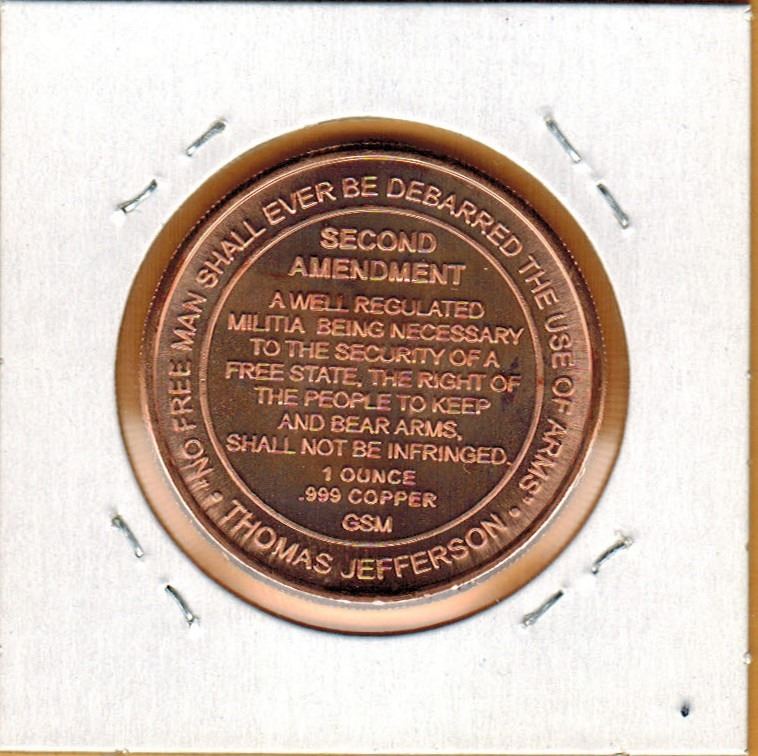 "NO FREE MAN SHALL EVER BE DEBARRED THE USE OF ARMS"
• THOMAS JEFFERSON •
SECOND
AMENDMENT
A WELL REGULATED
MILITIA BEING NECESSARY
TO THE SECURITY OF A
FREE STATE, THE RIGHT OF
THE PEOPLE TO KEEP
AND BEAR ARMS,
SHALL NOT BE INFRINGED.
1 OUNCE
.999 COPPER
GSM